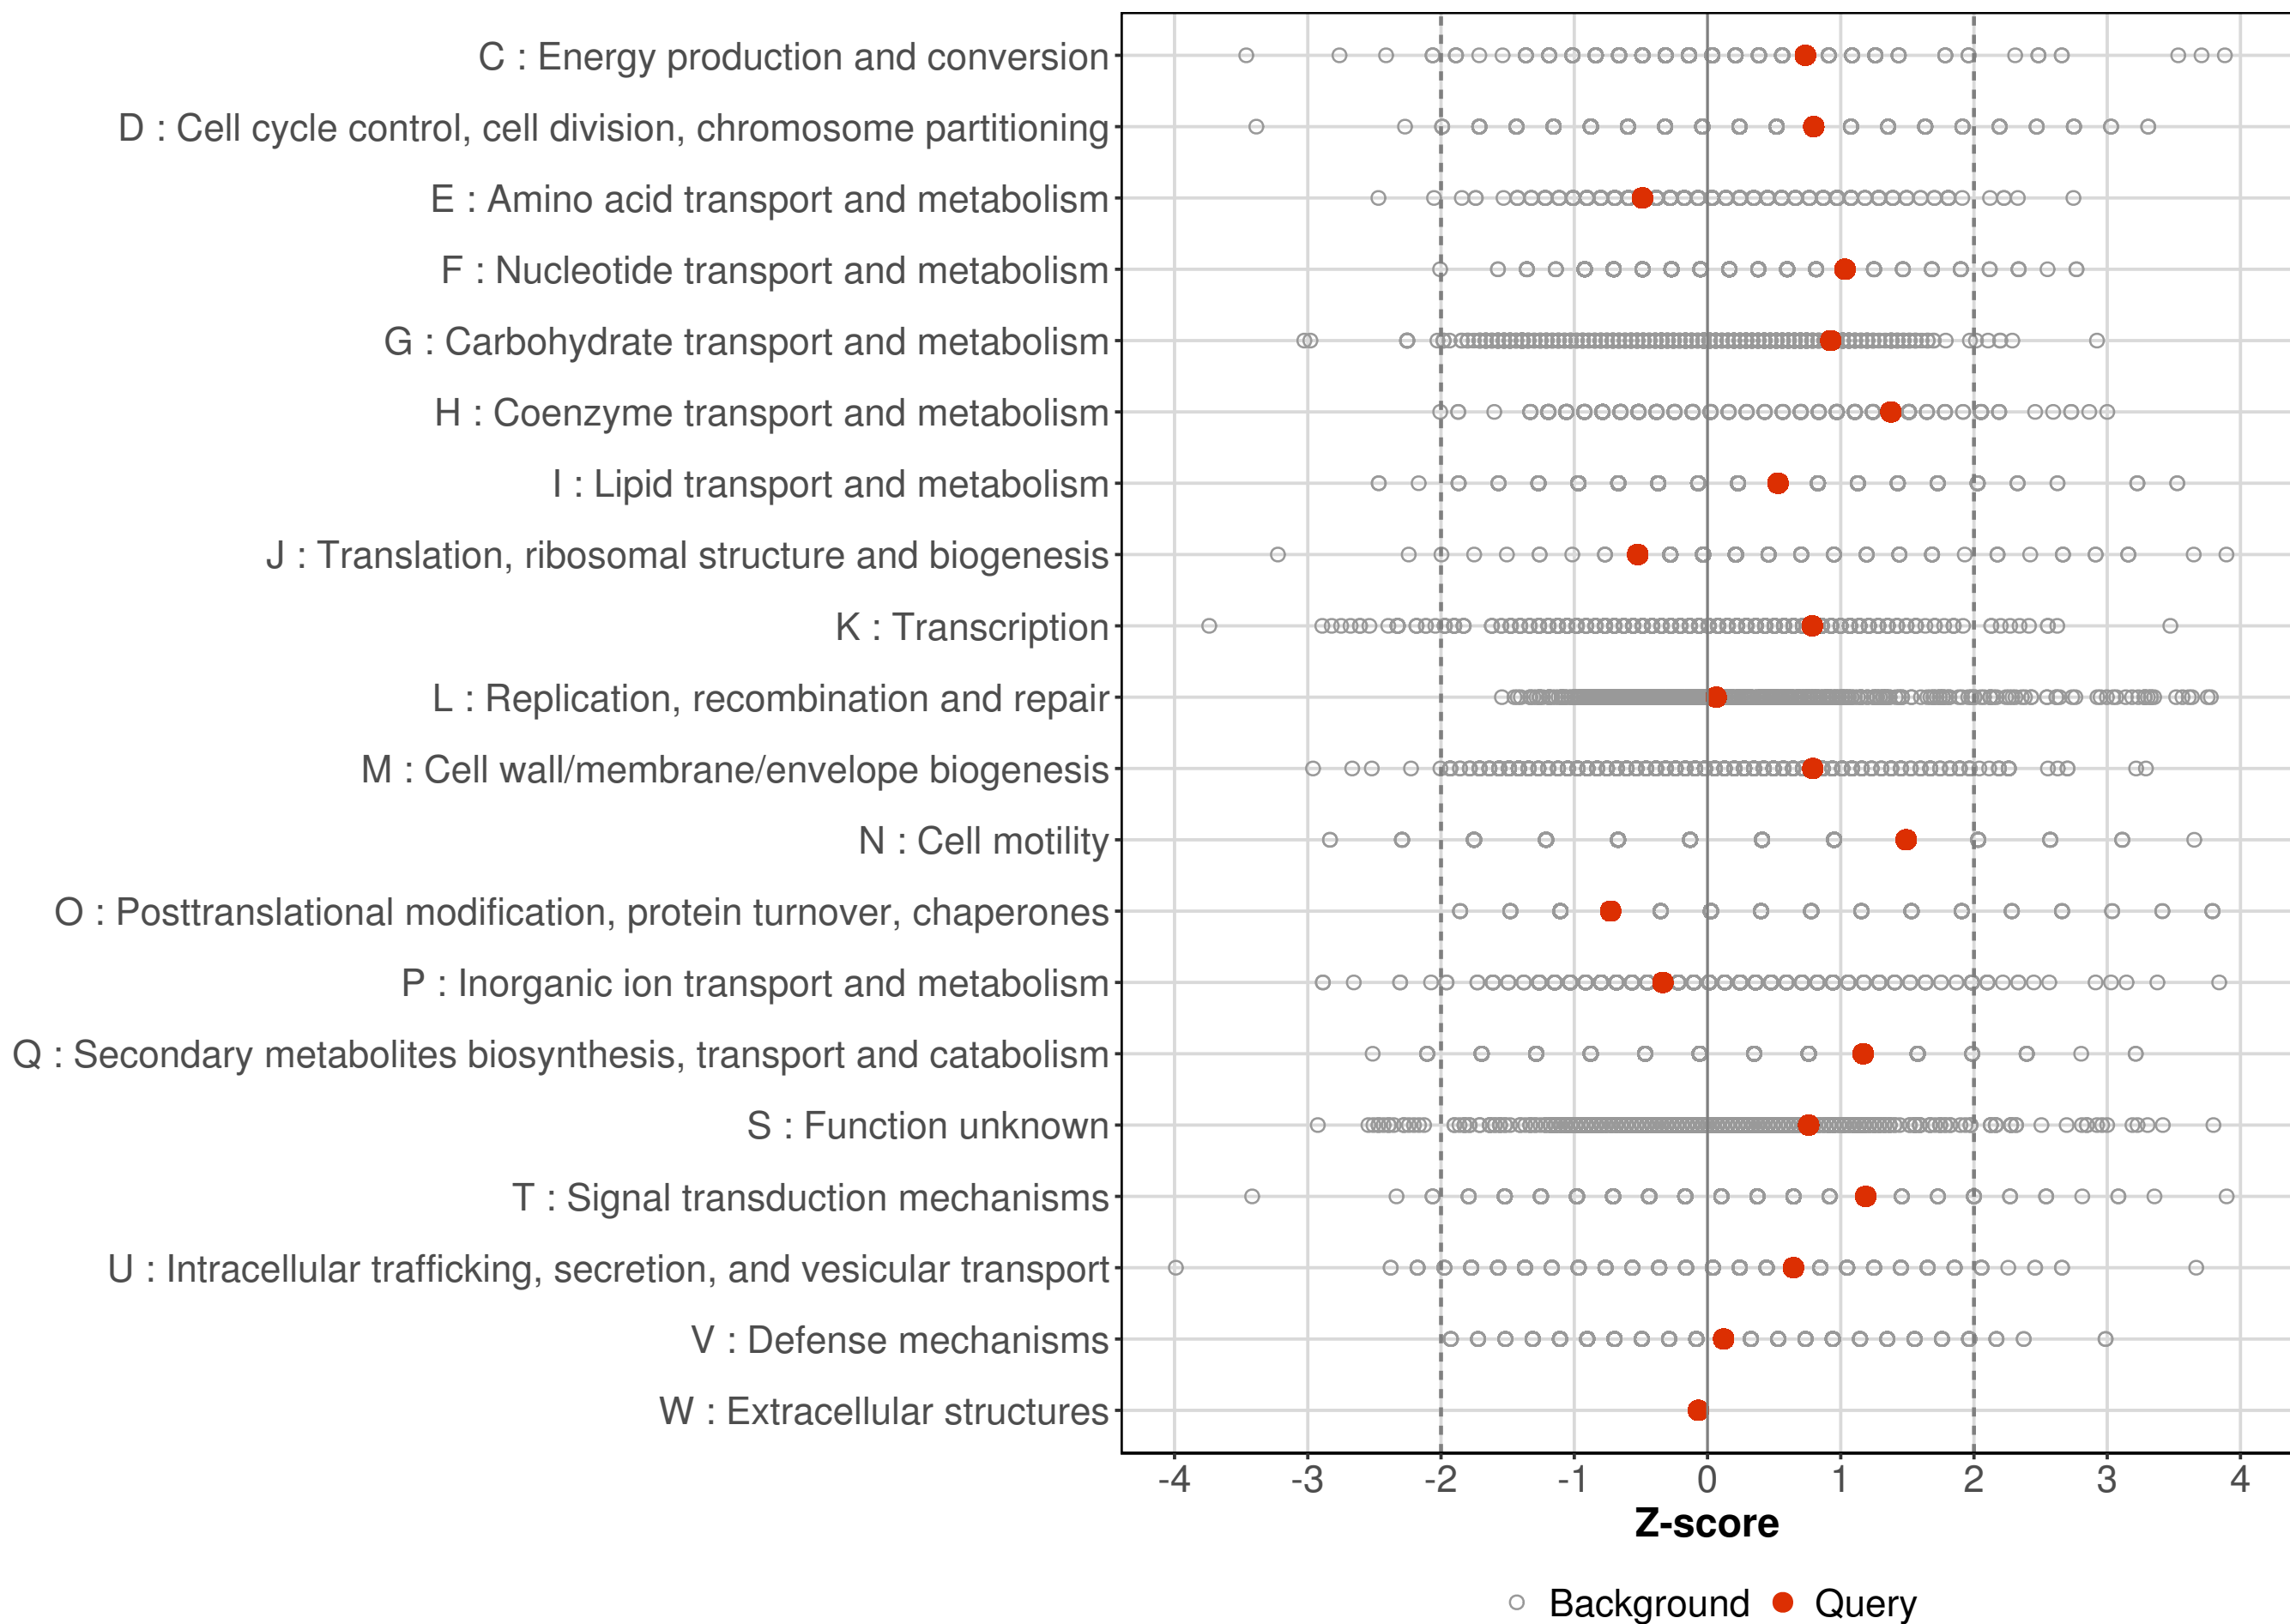 C : Energy production and conversion
D : Cell cycle control, cell division, chromosome partitioning
E : Amino acid transport and metabolism
F : Nucleotide transport and metabolism
G : Carbohydrate transport and metabolism
H : Coenzyme transport and metabolism
I : Lipid transport and metabolism
J : Translation, ribosomal structure and biogenesis
K : Transcription
L : Replication, recombination and repair
M : Cell wall/membrane/envelope biogenesis
N : Cell motility
O : Posttranslational modification, protein turnover, chaperones
P : Inorganic ion transport and metabolism
Q : Secondary metabolites biosynthesis, transport and catabolism
S : Function unknown
T : Signal transduction mechanisms
U : Intracellular trafficking, secretion, and vesicular transport
V : Defense mechanisms
W : Extracellular structures
-4 -3 -2 -1 0 1 2 3 4
Z-score
Background Query